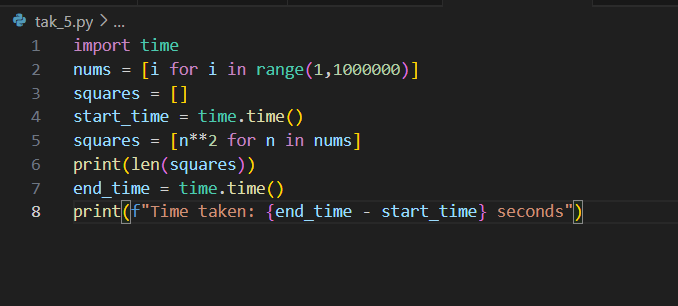 tak_5.py > ...
1 import time
2 nums = [i for i in range(1,1000000)]
3 squares = []
4 start_time = time.time()
5 squares = [n**2 for n in nums]
6 print(len(squares))
7 end_time = time.time()
8 print(f"Time taken: {end_time - start_time} seconds")